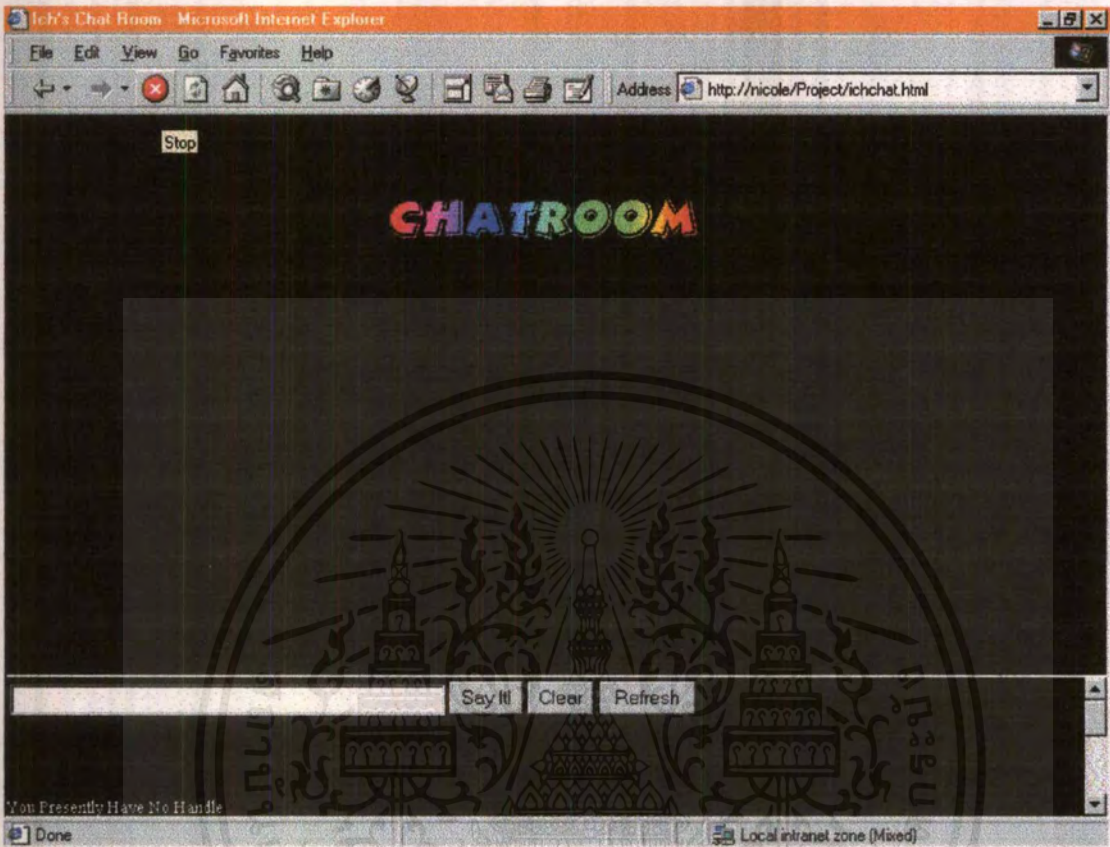 Ich's Chat Room - Microsoft Internet Explorer
File Edit View Go Favorites Help
Address http://nicole/Project/ichchat.html
Stop
CHATROOM
Say It! Clear Refresh
You Presently Have No Handle
Done Local intranet zone (Mixed)